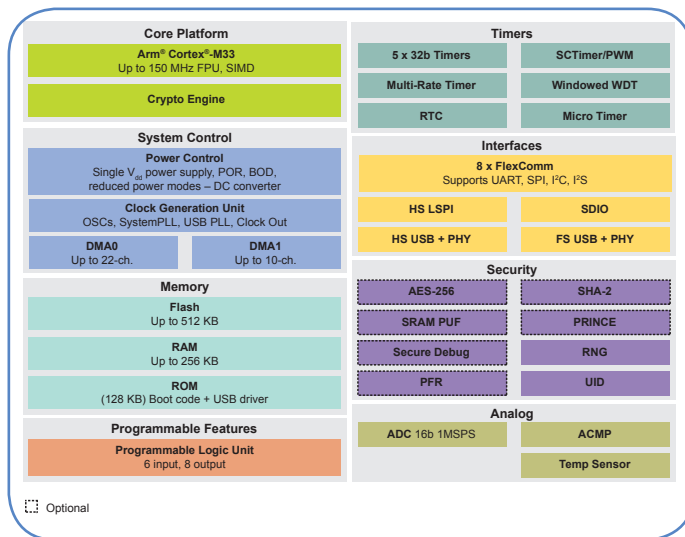 Core Platform
Arm® Cortex®-M33
Up to 150 MHz FPU, SIMD
Crypto Engine
System Control
Power Control
Single Vdd power supply, POR, BOD,
reduced power modes – DC converter
Clock Generation Unit
OSCs, SystemPLL, USB PLL, Clock Out
DMA0
Up to 22-ch.
DMA1
Up to 10-ch.
Memory
Flash
Up to 512 KB
RAM
Up to 256 KB
ROM
(128 KB) Boot code + USB driver
Programmable Features
Programmable Logic Unit
6 input, 8 output
Timers
5 x 32b Timers
SCTimer/PWM
Multi-Rate Timer
Windowed WDT
RTC
Micro Timer
Interfaces
8 x FlexComm
Supports UART, SPI, I²C, I²S
HS LSPI
SDIO
HS USB + PHY
FS USB + PHY
Security
AES-256
SHA-2
SRAM PUF
PRINCE
Secure Debug
RNG
PFR
UID
Analog
ADC 16b 1MSPS
ACMP
Temp Sensor
Optional